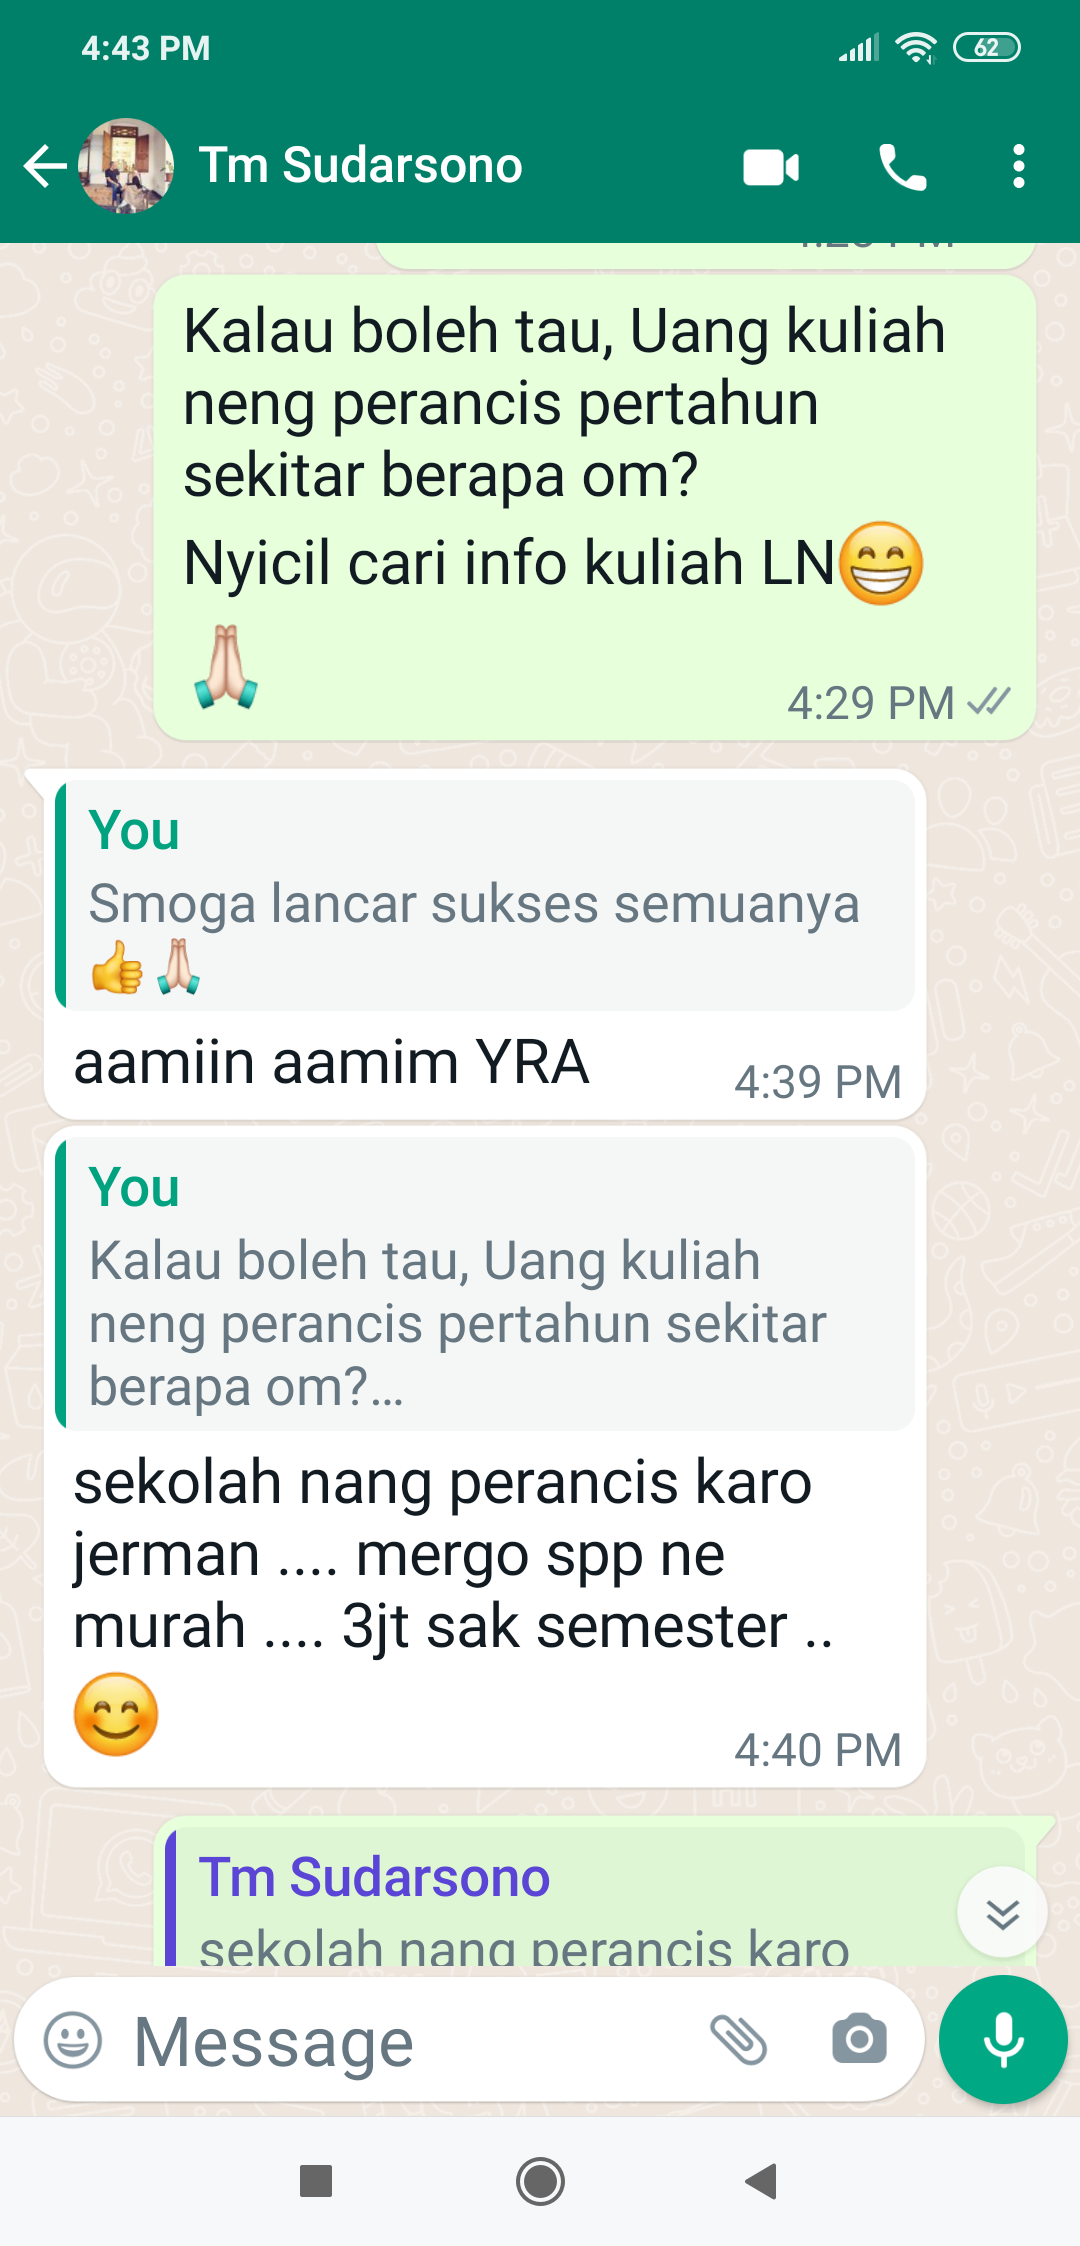 4:43 PM
62
Tm Sudarsono
Kalau boleh tau, Uang kuliah
neng perancis pertahun
sekitar berapa om?
Nyicil cari info kuliah LN😁
🙏🏻
4:29 PM
You
Smoga lancar sukses semuanya
👍🙏🏻
aamiin aamim YRA
4:39 PM
You
Kalau boleh tau, Uang kuliah
neng perancis pertahun sekitar
berapa om?...
sekolah nang perancis karo
jerman .... mergo spp ne
murah .... 3jt sak semester ..
😊
4:40 PM
Tm Sudarsono
sekolah nang perancis karo
Message